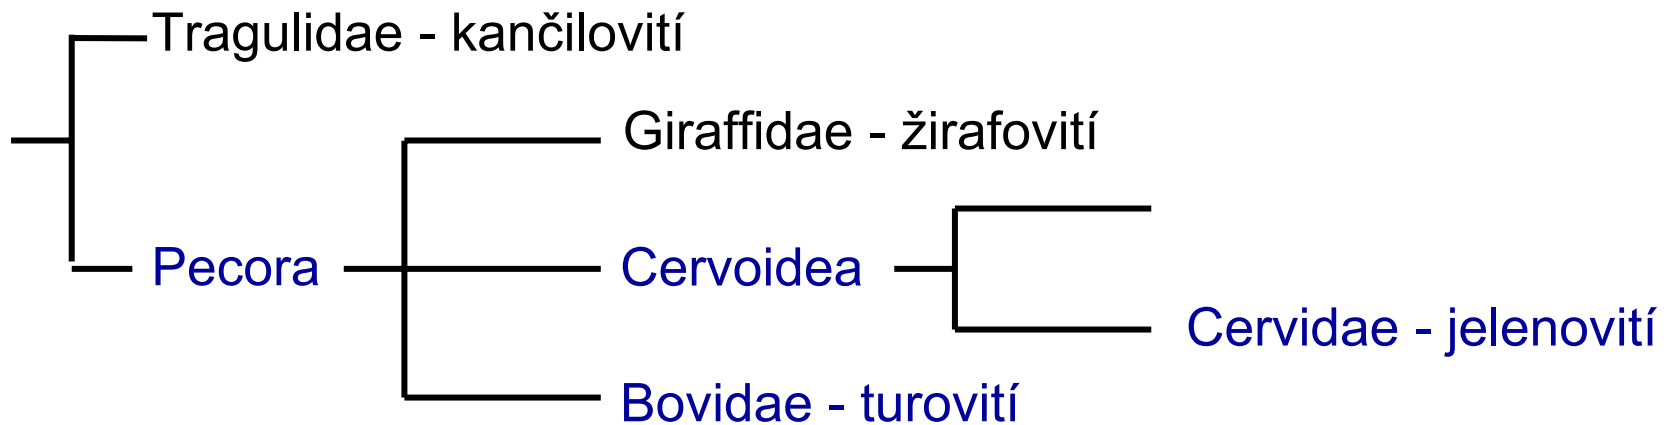 Tragulidae - kančilovití
Giraffidae - žirafovití
Pecora
Cervoidea
Cervidae - jelenovití
Bovidae - turovití